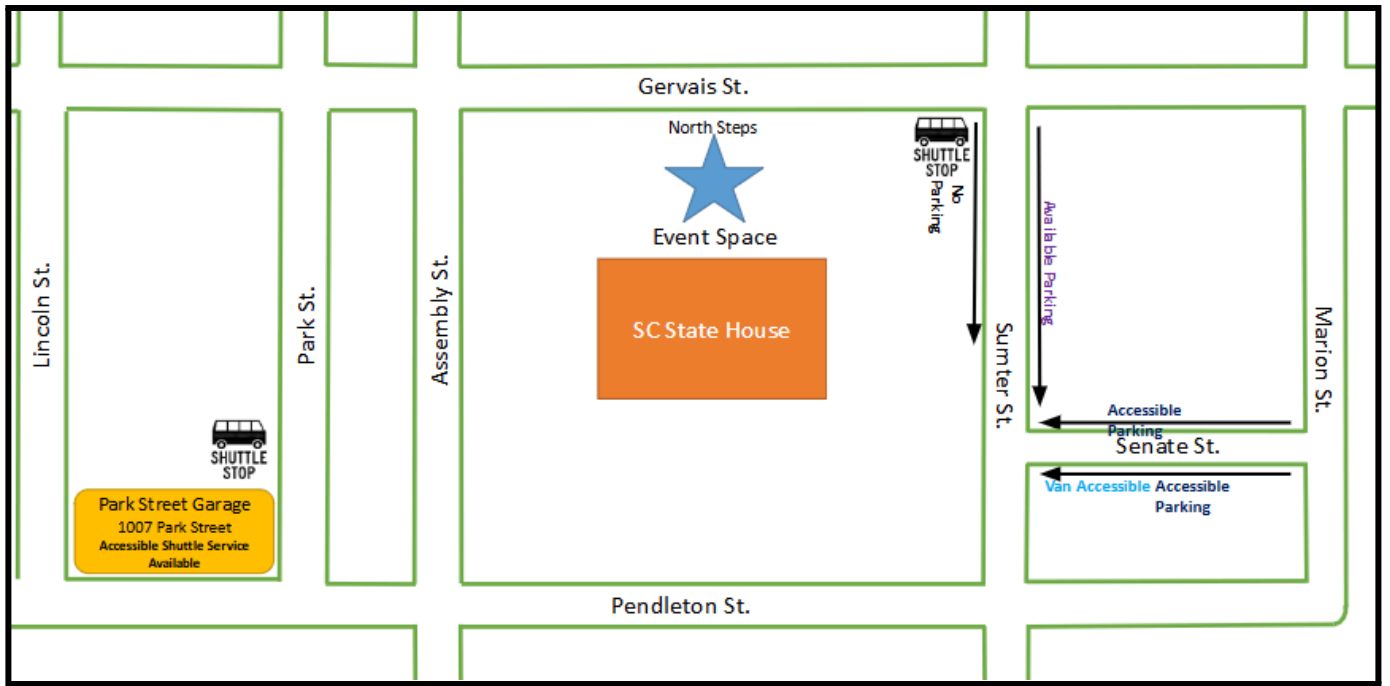 Gervais St.
North Steps
SHUTTLE
STOP
No
Parking
Event Space
SC State House
Available Parking
Lincoln St.
Park St.
Assembly St.
Sumter St.
Marion St.
Accessible
Parking
Senate St.
Van Accessible Accessible
Parking
SHUTTLE
STOP
Park Street Garage
1007 Park Street
Accessible Shuttle Service
Available
Pendleton St.